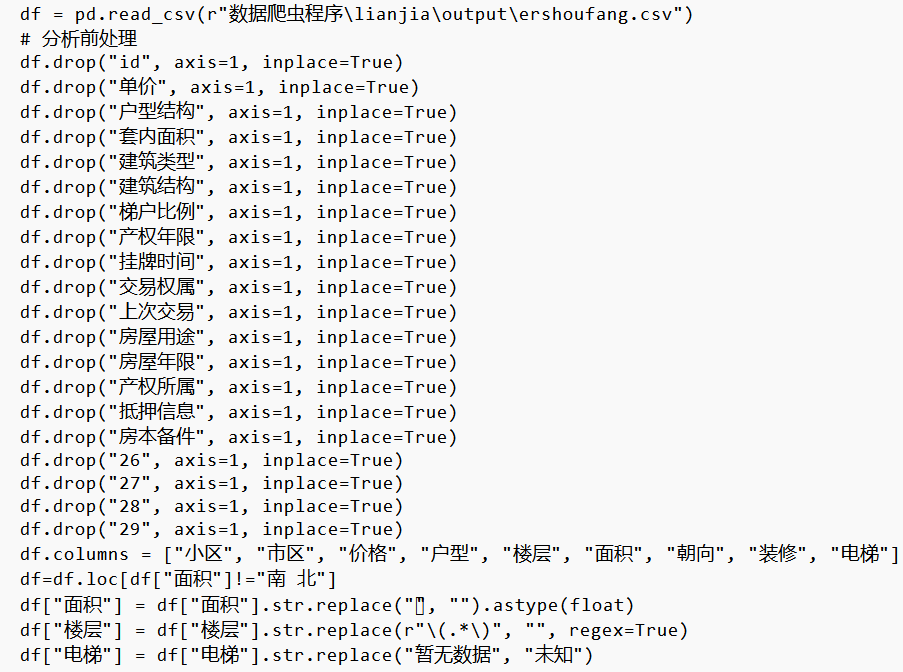 df = pd.read_csv(r"数据爬虫程序\lianjia\output\ershoufang.csv")
# 分析前处理
df.drop("id", axis=1, inplace=True)
df.drop("单价", axis=1, inplace=True)
df.drop("户型结构", axis=1, inplace=True)
df.drop("套内面积", axis=1, inplace=True)
df.drop("建筑类型", axis=1, inplace=True)
df.drop("建筑结构", axis=1, inplace=True)
df.drop("梯户比例", axis=1, inplace=True)
df.drop("产权年限", axis=1, inplace=True)
df.drop("挂牌时间", axis=1, inplace=True)
df.drop("交易权属", axis=1, inplace=True)
df.drop("上次交易", axis=1, inplace=True)
df.drop("房屋用途", axis=1, inplace=True)
df.drop("房屋年限", axis=1, inplace=True)
df.drop("产权所属", axis=1, inplace=True)
df.drop("抵押信息", axis=1, inplace=True)
df.drop("房本备件", axis=1, inplace=True)
df.drop("26", axis=1, inplace=True)
df.drop("27", axis=1, inplace=True)
df.drop("28", axis=1, inplace=True)
df.drop("29", axis=1, inplace=True)
df.columns = ["小区", "市区", "价格", "户型", "楼层", "面积", "朝向", "装修", "电梯"]
df=df.loc[df["面积"]!="南 北"]
df["面积"] = df["面积"].str.replace("▯", "").astype(float)
df["楼层"] = df["楼层"].str.replace(r"\(.*\)", "", regex=True)
df["电梯"] = df["电梯"].str.replace("暂无数据", "未知")